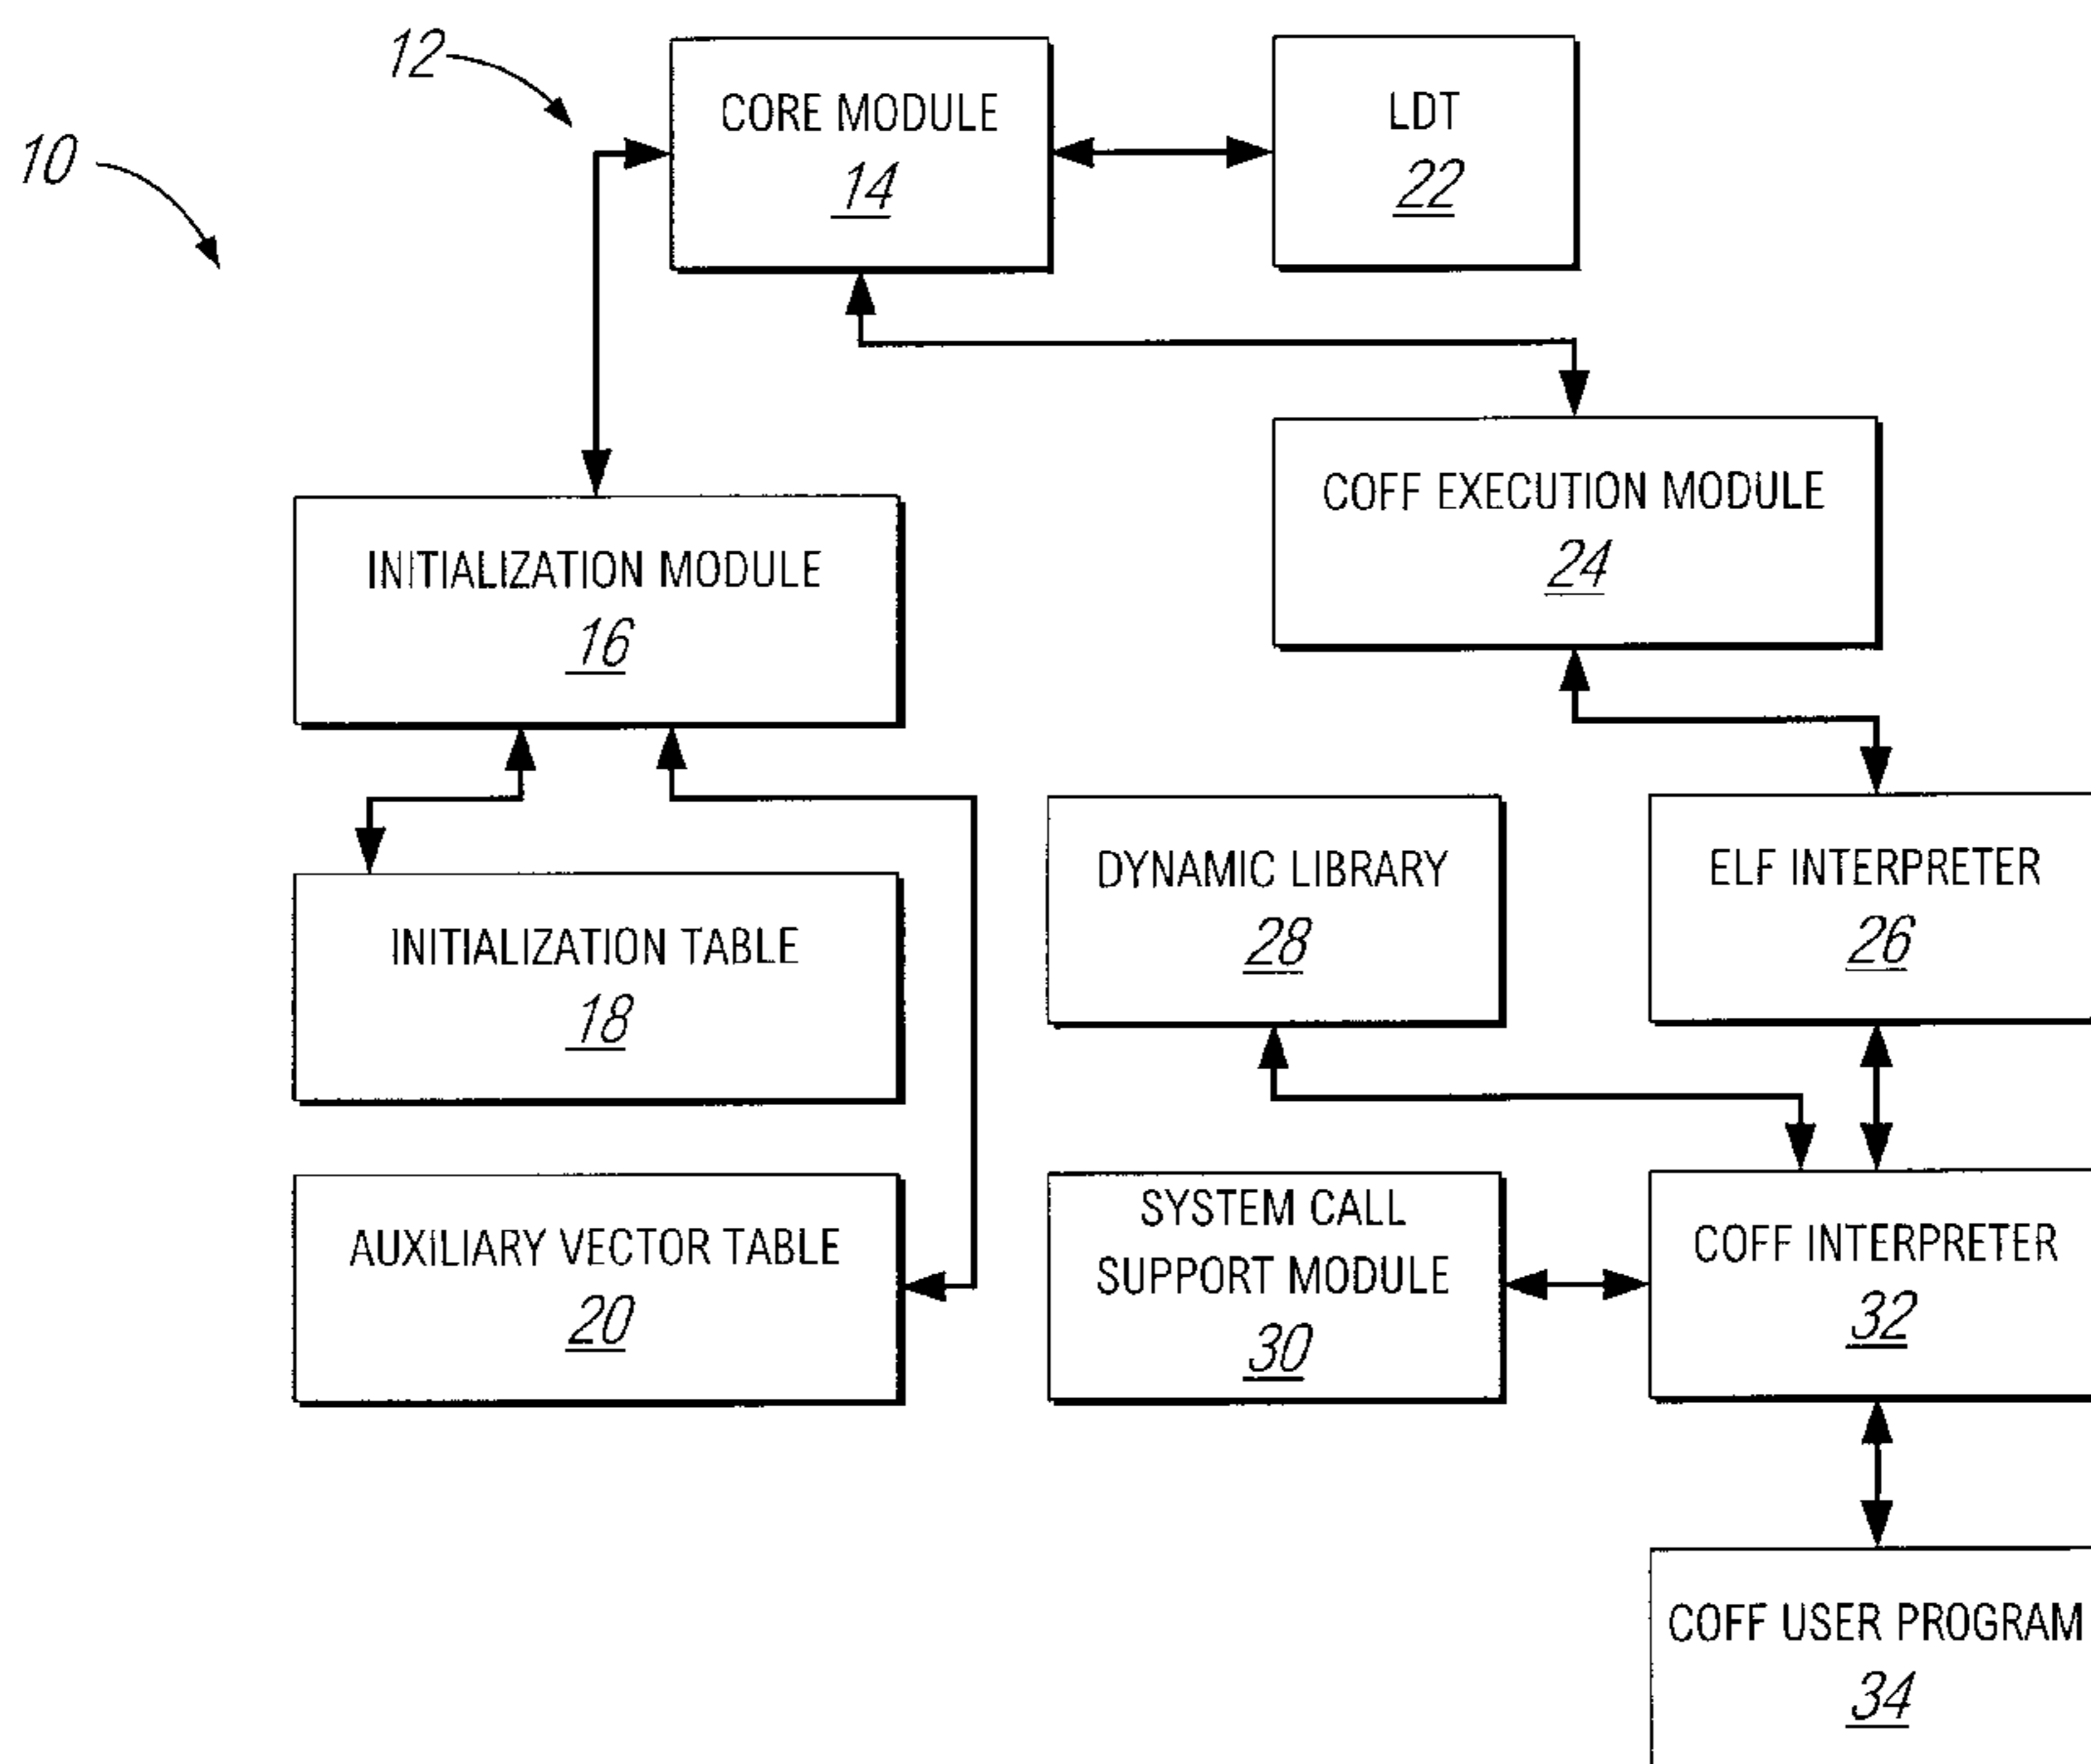 12
10
CORE MODULE
14
LDT
22
COFF EXECUTION MODULE
24
INITIALIZATION MODULE
16
DYNAMIC LIBRARY
28
ELF INTERPRETER
26
INITIALIZATION TABLE
18
AUXILIARY VECTOR TABLE
20
SYSTEM CALL
SUPPORT MODULE
30
COFF INTERPRETER
32
COFF USER PROGRAM
34